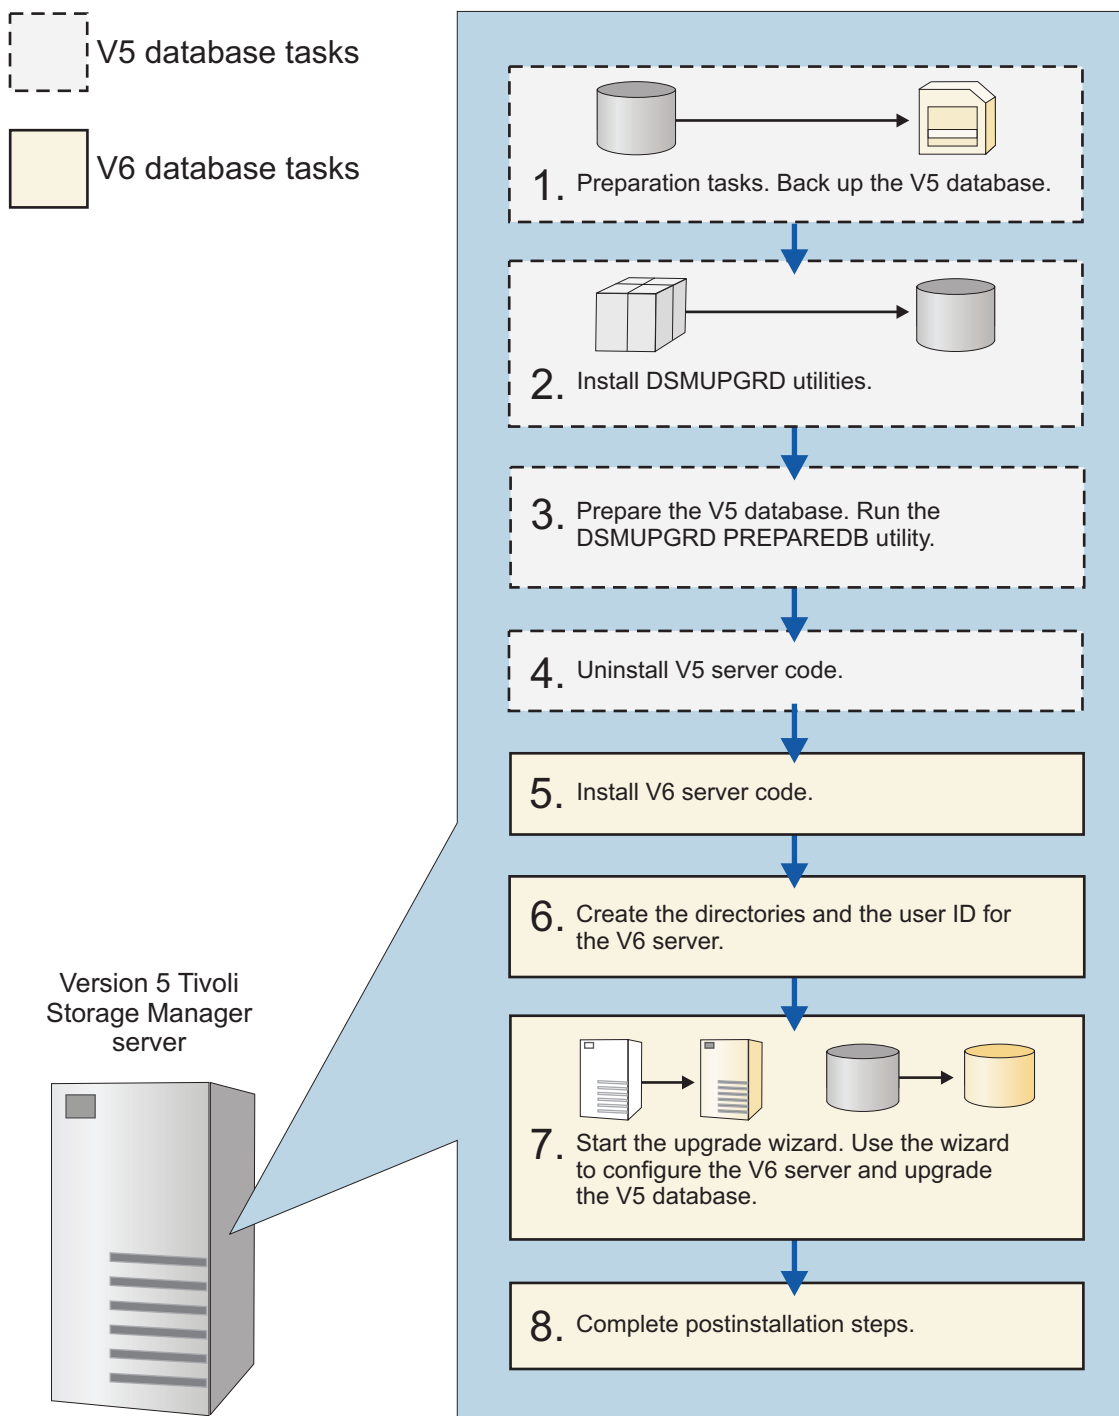 V5 database tasks
V6 database tasks
1. Preparation tasks. Back up the V5 database.
2. Install DSMUPGRD utilities.
3. Prepare the V5 database. Run the
DSMUPGRD PREPAREDB utility.
4. Uninstall V5 server code.
5. Install V6 server code.
6. Create the directories and the user ID for
the V6 server.
7. Start the upgrade wizard. Use the wizard
to configure the V6 server and upgrade
the V5 database.
8. Complete postinstallation steps.
Version 5 Tivoli
Storage Manager
server